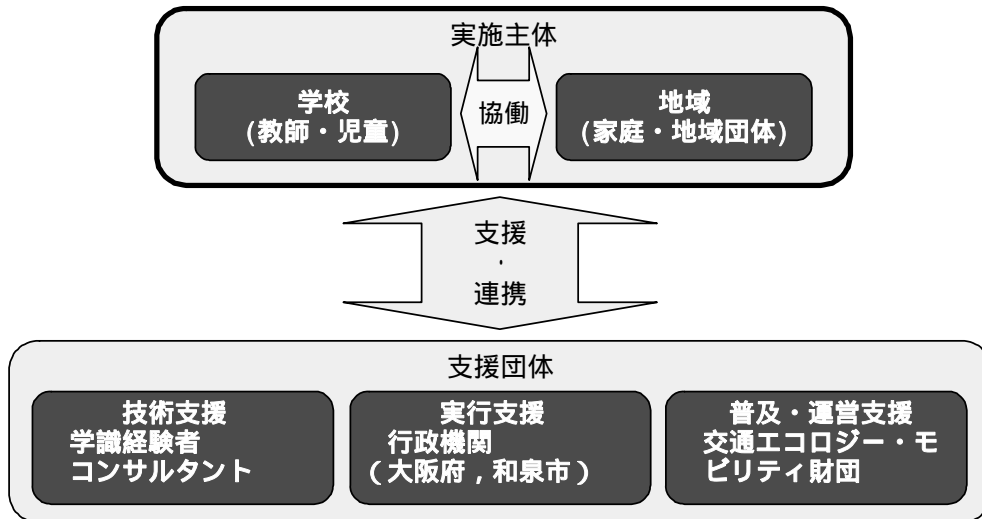 実施主体
学校
(教師・児童)
協働
地域
(家庭・地域団体)
支援
・
連携
支援団体
技術支援
学識経験者
コンサルタント
実行支援
行政機関
(大阪府,和泉市)
普及・運営支援
交通エコロジー・モ
ビリティ財団